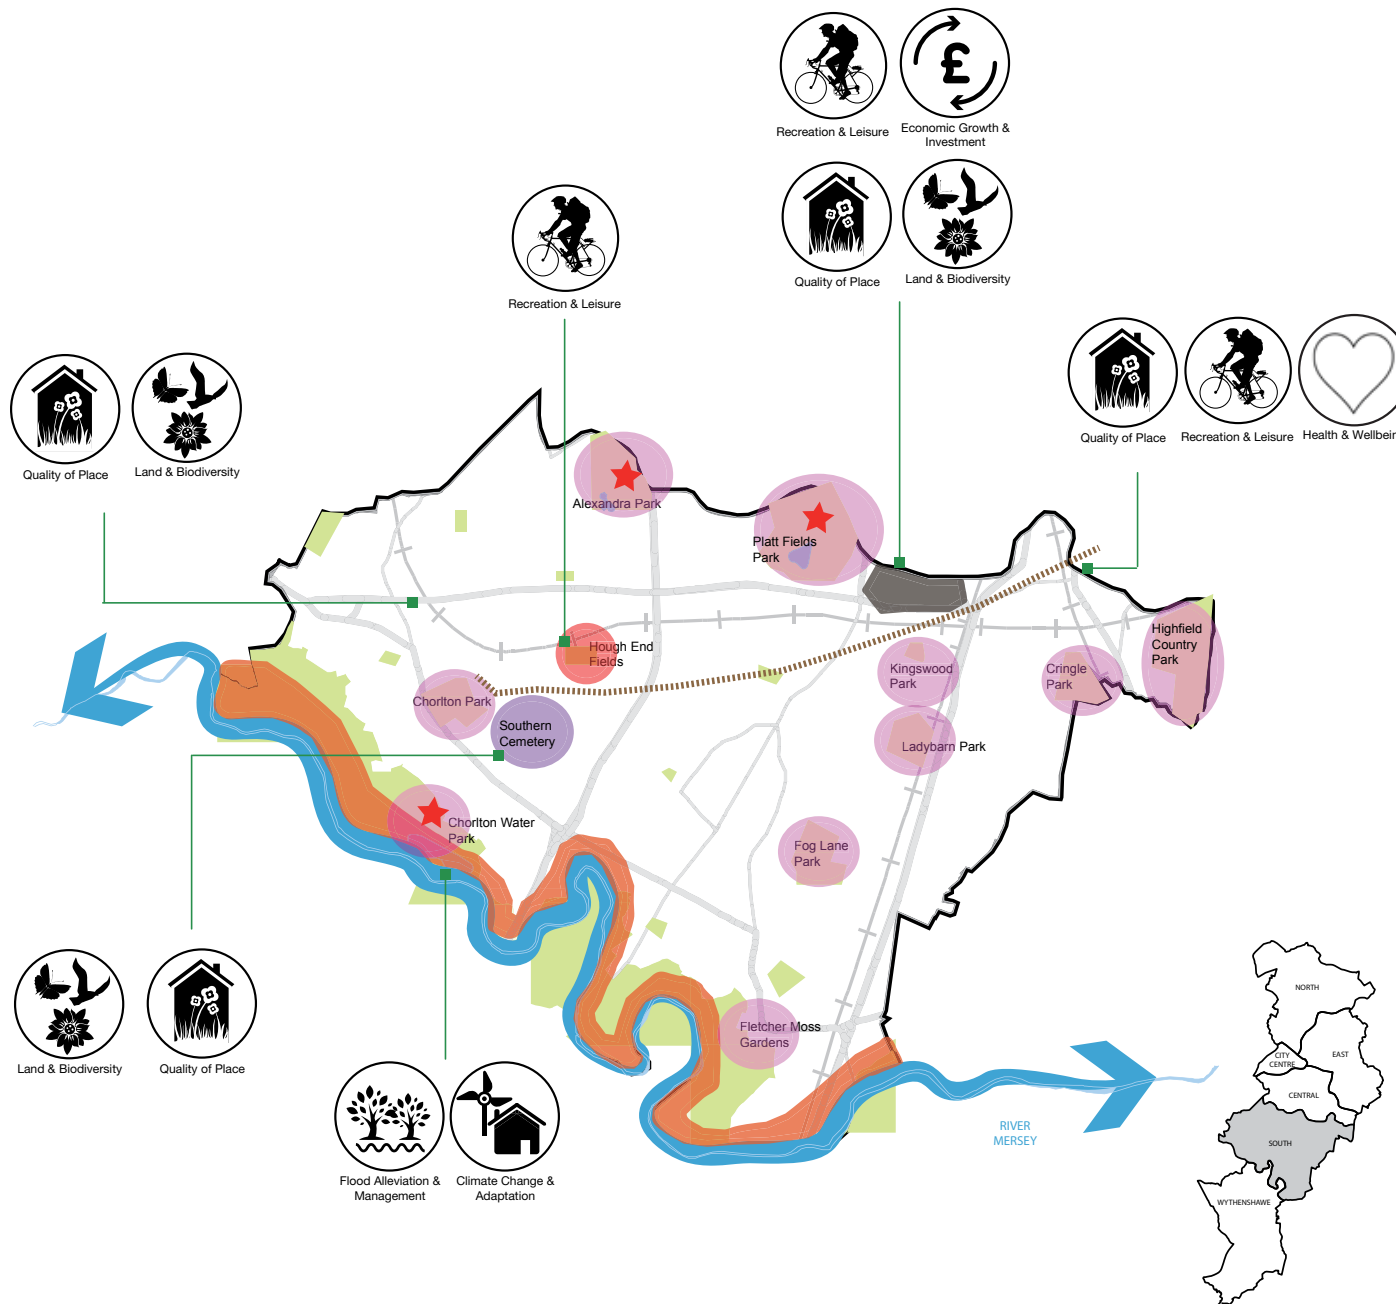 Recreation & Leisure
Economic Growth &
Investment
Quality of Place
Land & Biodiversity
Recreation & Leisure
Quality of Place
Recreation & Leisure
Health & Wellbein
Quality of Place
Land & Biodiversity
Alexandra Park
Platt Fields
Park
Hough End
Fields
Highfield
Country
Park
Kingswood
Park
Cringle
Park
Chorlton Park
Southern
Cemetery
Ladybarn Park
Chorlton Water
Park
Fog Lane
Park
Fletcher Moss
Gardens
Land & Biodiversity
Quality of Place
Flood Alleviation &
Management
Climate Change &
Adaptation
RIVER
MERSEY
NORTH
CITY
CENTRE
EAST
CENTRAL
SOUTH
WYTHENSHAWE
£